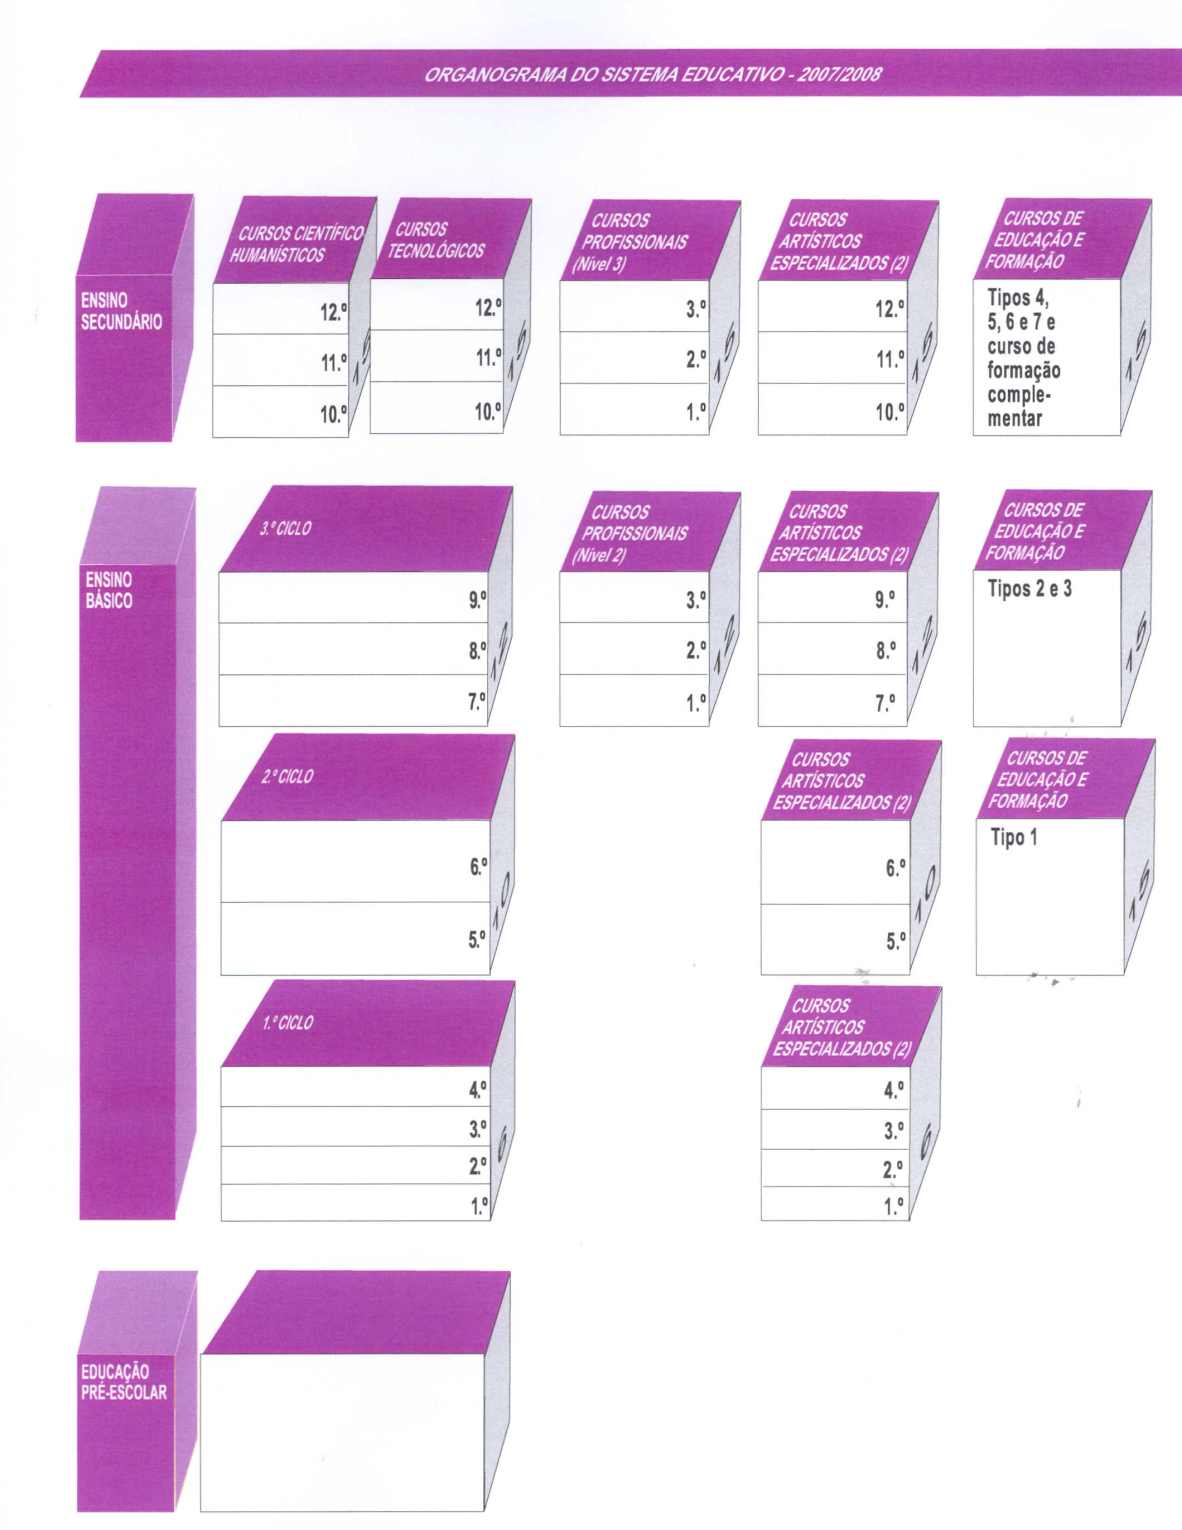 ORGANOGRAMA DO SISTEMA EDUCATIVO - 2007/2008
ENSINO
SECUNDÁRIO
CURSOS CIENTÍFICO
HUMANÍSTICOS
12.º
11.º
10.º
15
CURSOS
TECNOLÓGICOS
12.º
11.º
10.º
15
CURSOS
PROFISSIONAIS
(Nível 3)
3.º
2.º
1.º
15
CURSOS
ARTÍSTICOS
ESPECIALIZADOS (2)
12.º
11.º
10.º
15
CURSOS DE
EDUCAÇÃO E
FORMAÇÃO
Tipos 4,
5, 6 e 7 e
curso de
formação
comple-
mentar
15
ENSINO
BÁSICO
3.º CICLO
9.º
8.º
7.º
12
CURSOS
PROFISSIONAIS
(Nível 2)
3.º
2.º
1.º
12
CURSOS
ARTÍSTICOS
ESPECIALIZADOS (2)
9.º
8.º
7.º
12
CURSOS DE
EDUCAÇÃO E
FORMAÇÃO
Tipos 2 e 3
15
2.º CICLO
6.º
5.º
10
CURSOS
ARTÍSTICOS
ESPECIALIZADOS (2)
6.º
5.º
10
CURSOS DE
EDUCAÇÃO E
FORMAÇÃO
Tipo 1
15
1.º CICLO
4.º
3.º
2.º
1.º
6
CURSOS
ARTÍSTICOS
ESPECIALIZADOS (2)
4.º
3.º
2.º
1.º
6
EDUCAÇÃO
PRÉ-ESCOLAR